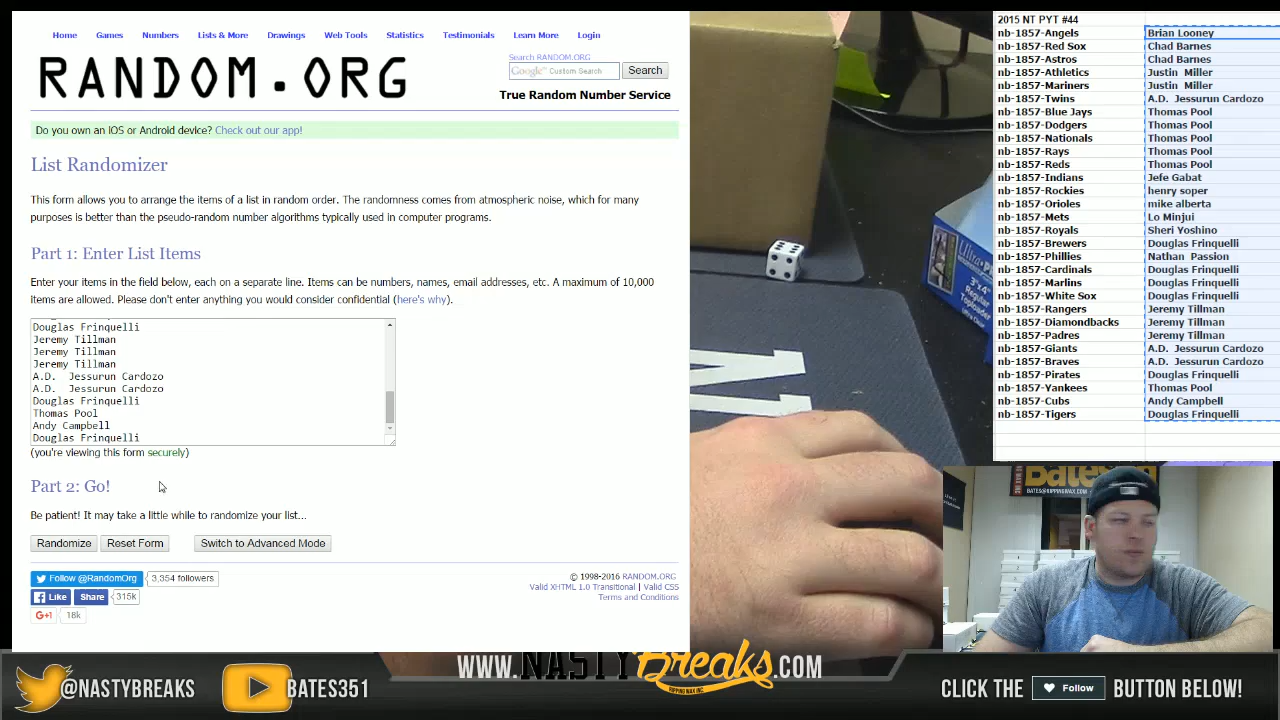 Home Games Numbers Lists & More Drawings Web Tools Statistics Testimonials Learn More Login
RANDOM.ORG
Search RANDOM.ORG
Google Custom Search Search
True Random Number Service
Do you own an iOS or Android device? Check out our app!
List Randomizer
This form allows you to arrange the items of a list in random order. The randomness comes from atmospheric noise, which for many
purposes is better than the pseudo-random number algorithms typically used in computer programs.
Part 1: Enter List Items
Enter your items in the field below, each on a separate line. Items can be numbers, names, email addresses, etc. A maximum of 10,000
items are allowed. Please don't enter anything you would consider confidential (here's why).
Douglas Frinquelli
Jeremy Tillman
Jeremy Tillman
Jeremy Tillman
A.D. Jessurun Cardozo
A.D. Jessurun Cardozo
Douglas Frinquelli
Thomas Pool
Andy Campbell
Douglas Frinquelli
(you're viewing this form securely)
Part 2: Go!
Be patient! It may take a little while to randomize your list...
Randomize Reset Form Switch to Advanced Mode
Follow @RandomOrg 3,354 followers
Like Share 315k
G+1 18k
© 1998-2016 RANDOM.ORG
Valid XHTML 1.0 Transitional | Valid CSS
Terms and Conditions
2015 NT PYT #44
nb-1857-Angels Brian Looney
nb-1857-Red Sox Chad Barnes
nb-1857-Astros Chad Barnes
nb-1857-Athletics Justin Miller
nb-1857-Mariners Justin Miller
nb-1857-Twins A.D. Jessurun Cardozo
nb-1857-Blue Jays Thomas Pool
nb-1857-Dodgers Thomas Pool
nb-1857-Nationals Thomas Pool
nb-1857-Rays Thomas Pool
nb-1857-Reds Thomas Pool
nb-1857-Indians Jefe Gabat
nb-1857-Rockies henry soper
nb-1857-Orioles mike alberta
nb-1857-Mets Lo Minjui
nb-1857-Royals Sheri Yoshino
nb-1857-Brewers Douglas Frinquelli
nb-1857-Phillies Nathan Passion
nb-1857-Cardinals Douglas Frinquelli
nb-1857-Marlins Douglas Frinquelli
nb-1857-White Sox Douglas Frinquelli
nb-1857-Rangers Jeremy Tillman
nb-1857-Diamondbacks Jeremy Tillman
nb-1857-Padres Jeremy Tillman
nb-1857-Giants A.D. Jessurun Cardozo
nb-1857-Braves A.D. Jessurun Cardozo
nb-1857-Pirates Douglas Frinquelli
nb-1857-Yankees Thomas Pool
nb-1857-Cubs Andy Campbell
nb-1857-Tigers Douglas Frinquelli
3"x4"
Regular
Toploader
@NASTYBREAKS
BATES351
WWW.NASTYBreaks.COM
RIPPING WAX INC.
CLICK THE Follow BUTTON BELOW!